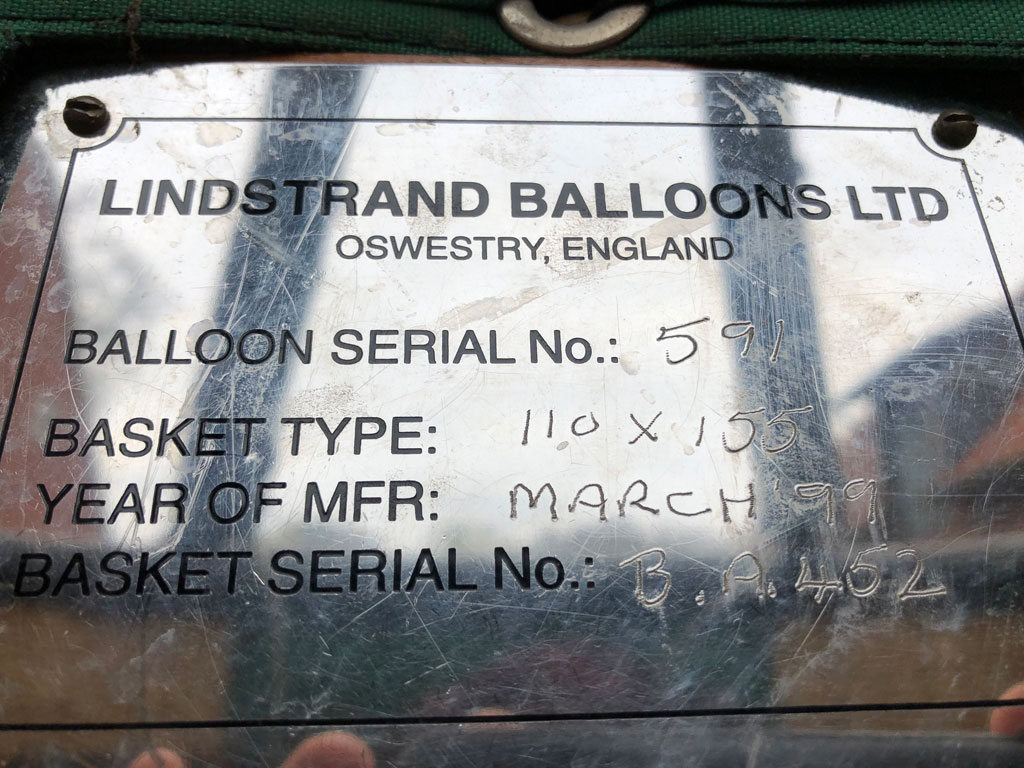 LINDSTRAND BALLOONS LTD
OSWESTRY, ENGLAND
BALLOON SERIAL No.: 591
BASKET TYPE: 110 x 155
YEAR OF MFR: MARCH '99
BASKET SERIAL No.: B.A.452